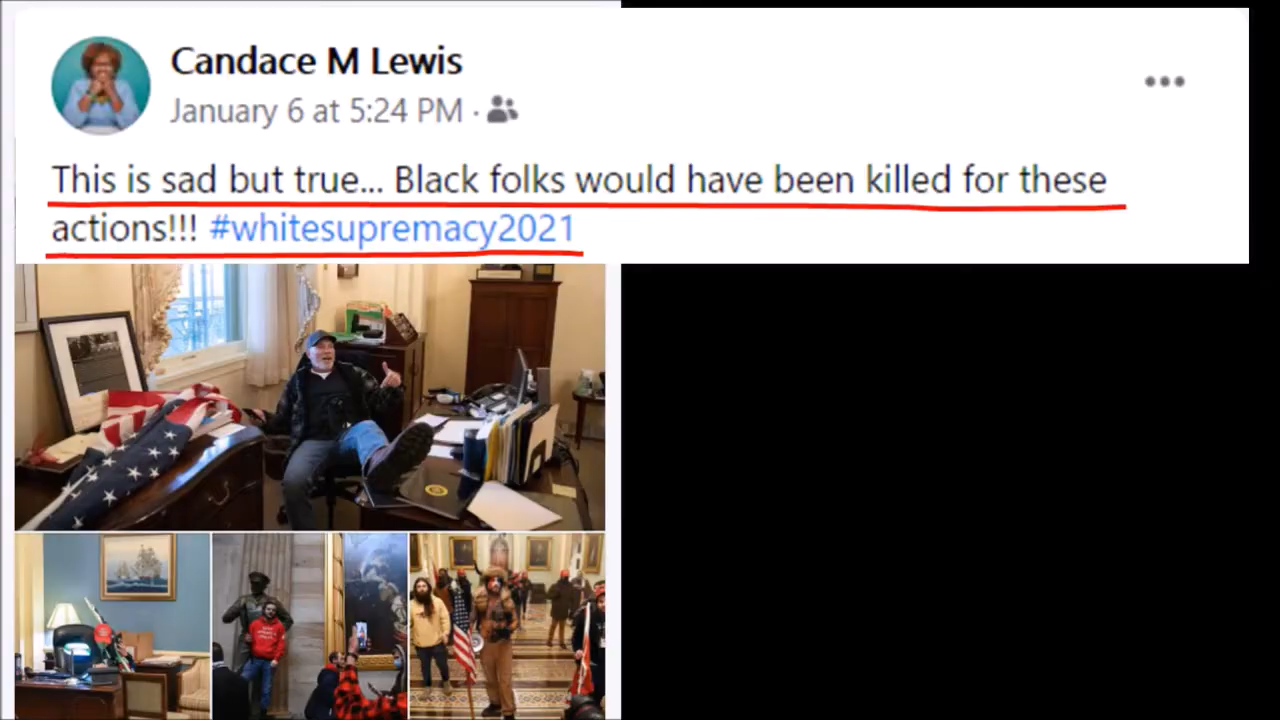 Candace M Lewis
January 6 at 5:24 PM ·
This is sad but true... Black folks would have been killed for these
actions!!! #whitesupremacy2021